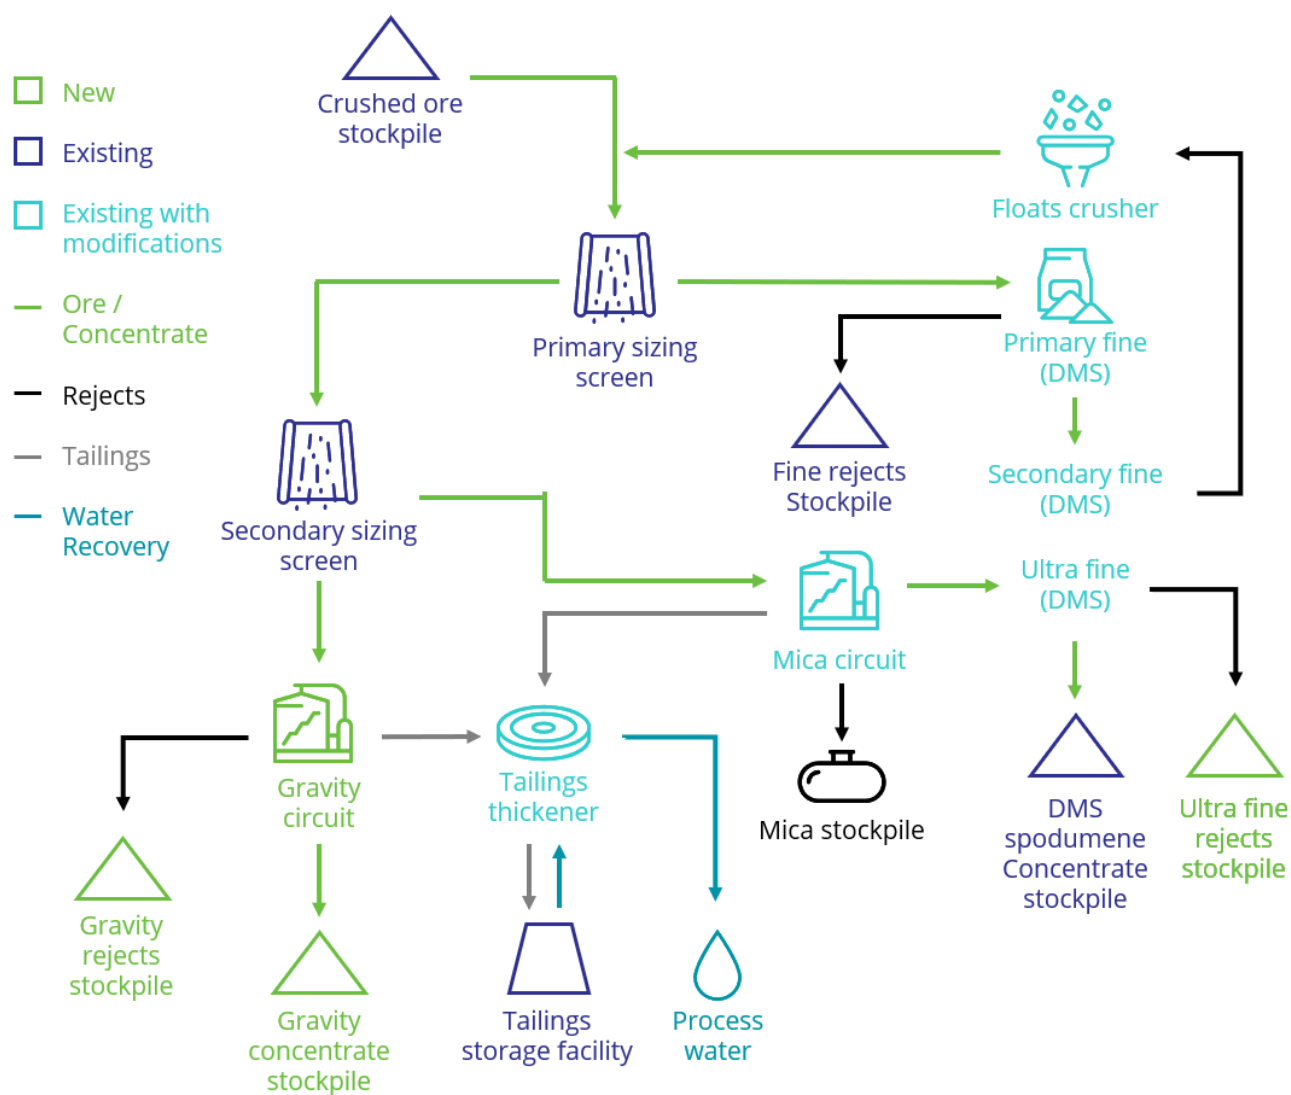 New
Existing
Existing with
modifications
Ore /
Concentrate
Rejects
Tailings
Water
Recovery
Crushed ore
stockpile
Floats crusher
Primary sizing
screen
Primary fine
(DMS)
Fine rejects
Stockpile
Secondary fine
(DMS)
Secondary sizing
screen
Ultra fine
(DMS)
Mica circuit
Gravity
circuit
Tailings
thickener
Mica stockpile
DMS
spodumene
Concentrate
stockpile
Ultra fine
rejects
stockpile
Gravity
rejects
stockpile
Gravity
concentrate
stockpile
Tailings
storage facility
Process
water